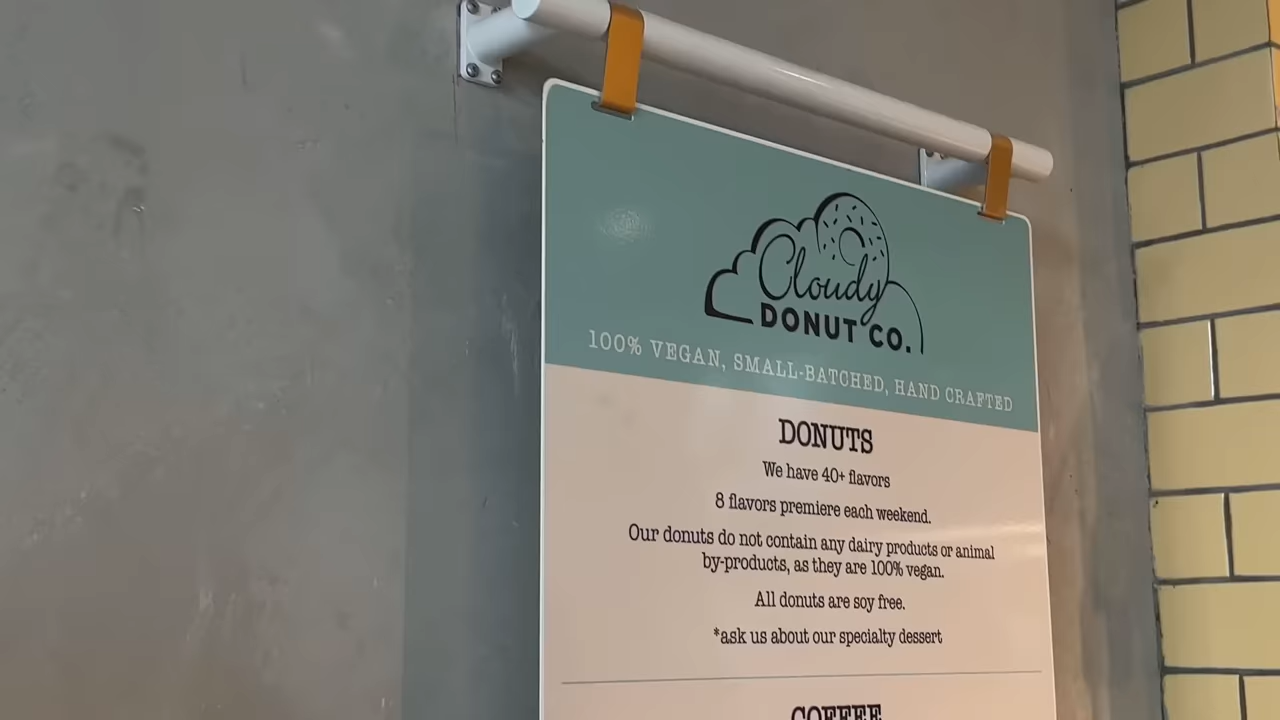 Cloudy
DONUT CO.
100% VEGAN, SMALL-BATCHED, HAND CRAFTED
DONUTS
We have 40+ flavors
8 flavors premiere each weekend.
Our donuts do not contain any dairy products or animal
by-products, as they are 100% vegan.
All donuts are soy free.
*ask us about our specialty dessert
COFFEE